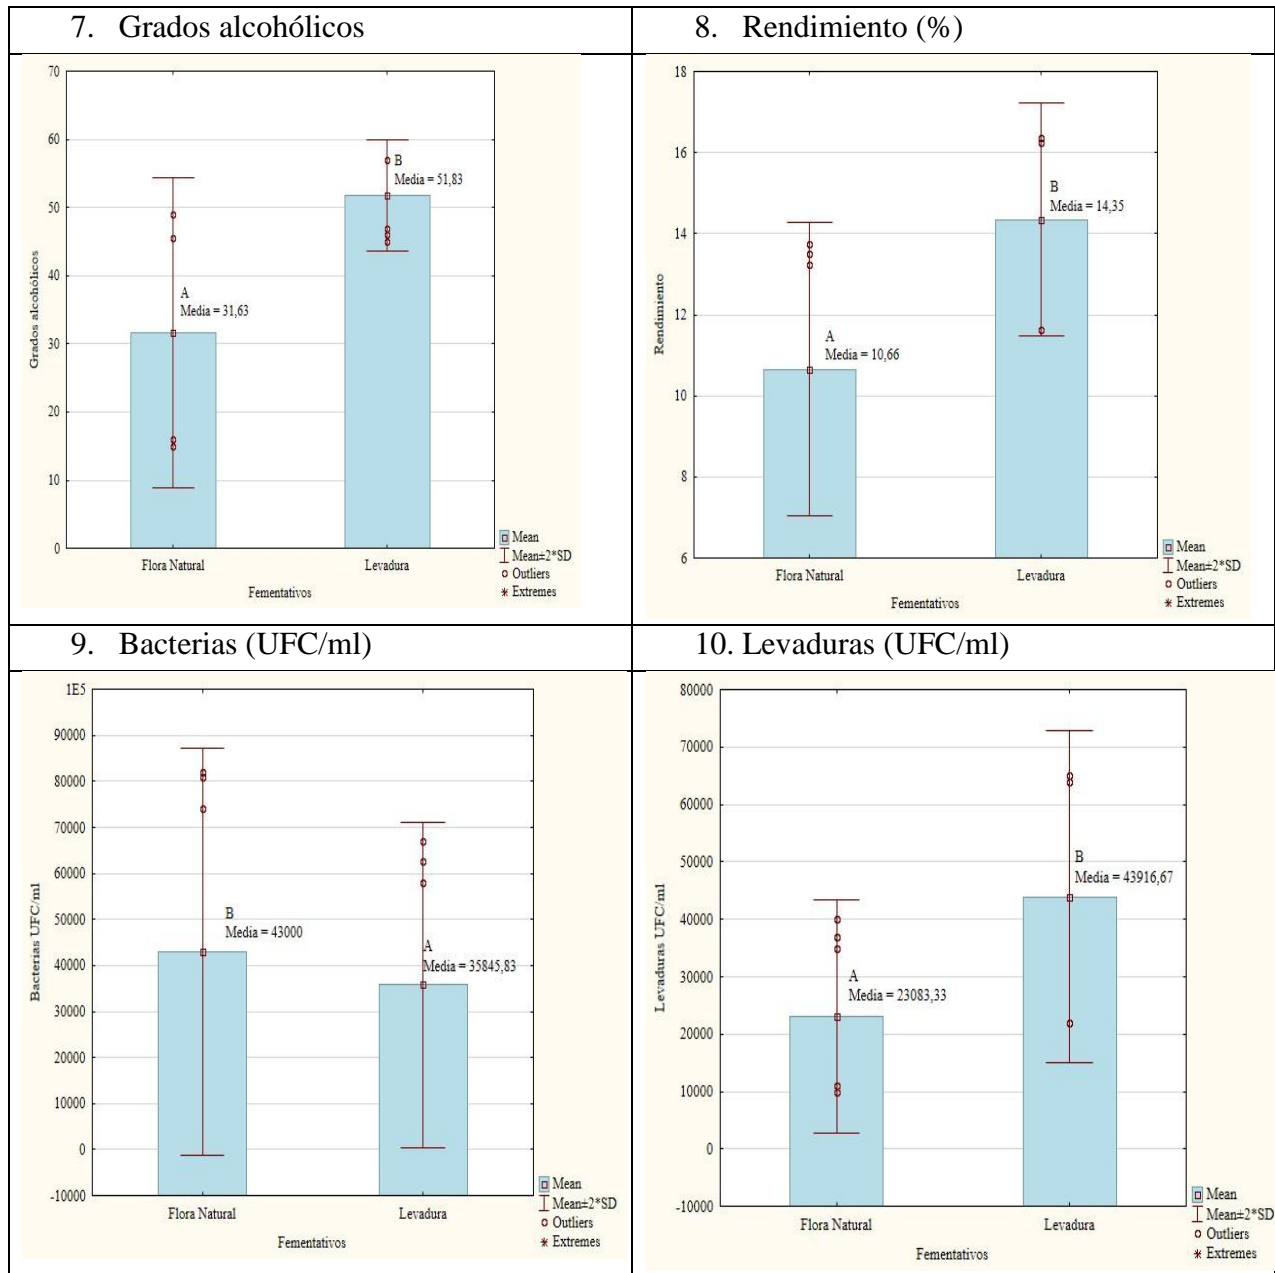 7. Grados alcohólicos
70
60
50
40
30
20
10
0
Grados alcohólicos
A
Media = 31,63
B
Media = 51,83
Flora Natural
Levadura
Fementativos
Mean
Mean±2*SD
Outliers
Extremes
8. Rendimiento (%)
18
16
14
12
10
8
6
Rendimiento
A
Media = 10,66
B
Media = 14,35
Flora Natural
Levadura
Fementativos
Mean
Mean±2*SD
Outliers
Extremes
9. Bacterias (UFC/ml)
1E5
90000
80000
70000
60000
50000
40000
30000
20000
10000
0
-10000
Bacterias UFC/ml
B
Media = 43000
A
Media = 35845,83
Flora Natural
Levadura
Fementativos
Mean
Mean±2*SD
Outliers
Extremes
10. Levaduras (UFC/ml)
80000
70000
60000
50000
40000
30000
20000
10000
0
-10000
Levaduras UFC/ml
A
Media = 23083,33
B
Media = 43916,67
Flora Natural
Levadura
Fementativos
Mean
Mean±2*SD
Outliers
Extremes